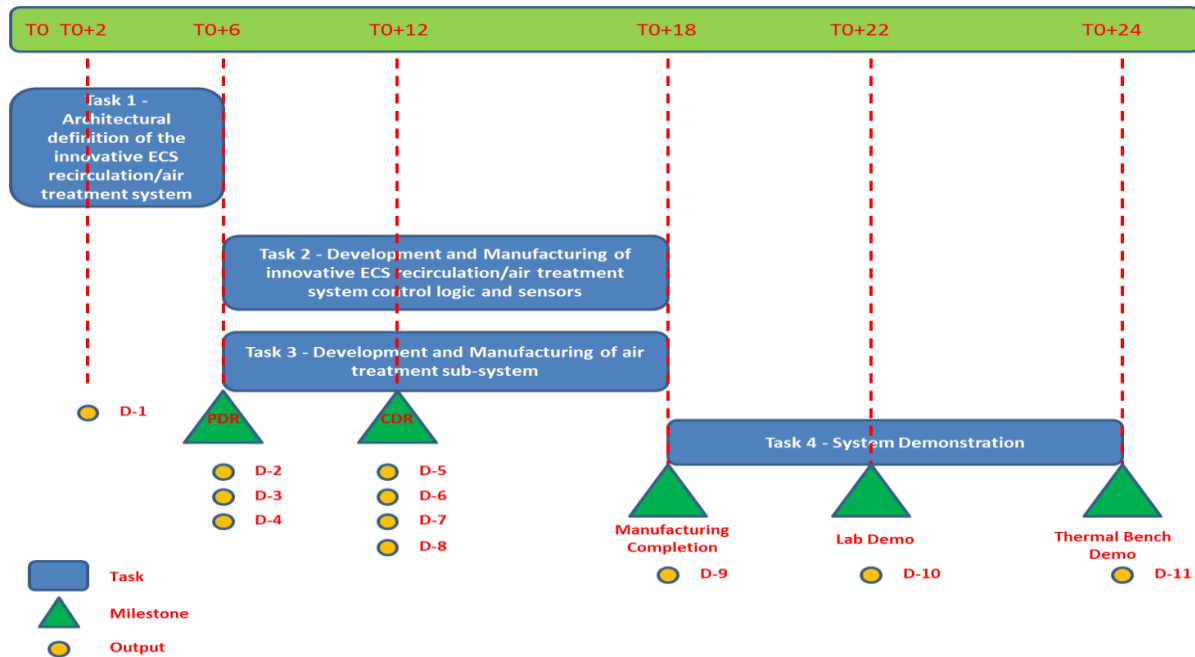 T0 T0+2 T0+6 T0+12 T0+18 T0+22 T0+24
Task 1 -
Architectural
definition of the
innovative ECS
recirculation/air
treatment system
Task 2 - Development and Manufacturing of
innovative ECS recirculation/air treatment
system control logic and sensors
Task 3 - Development and Manufacturing of air
treatment sub-system
D-1
PDR
CDR
Task 4 - System Demonstration
D-2
D-3
D-4
D-5
D-6
D-7
D-8
Manufacturing
Completion
D-9
Lab Demo
D-10
Thermal Bench
Demo
D-11
Task
Milestone
Output